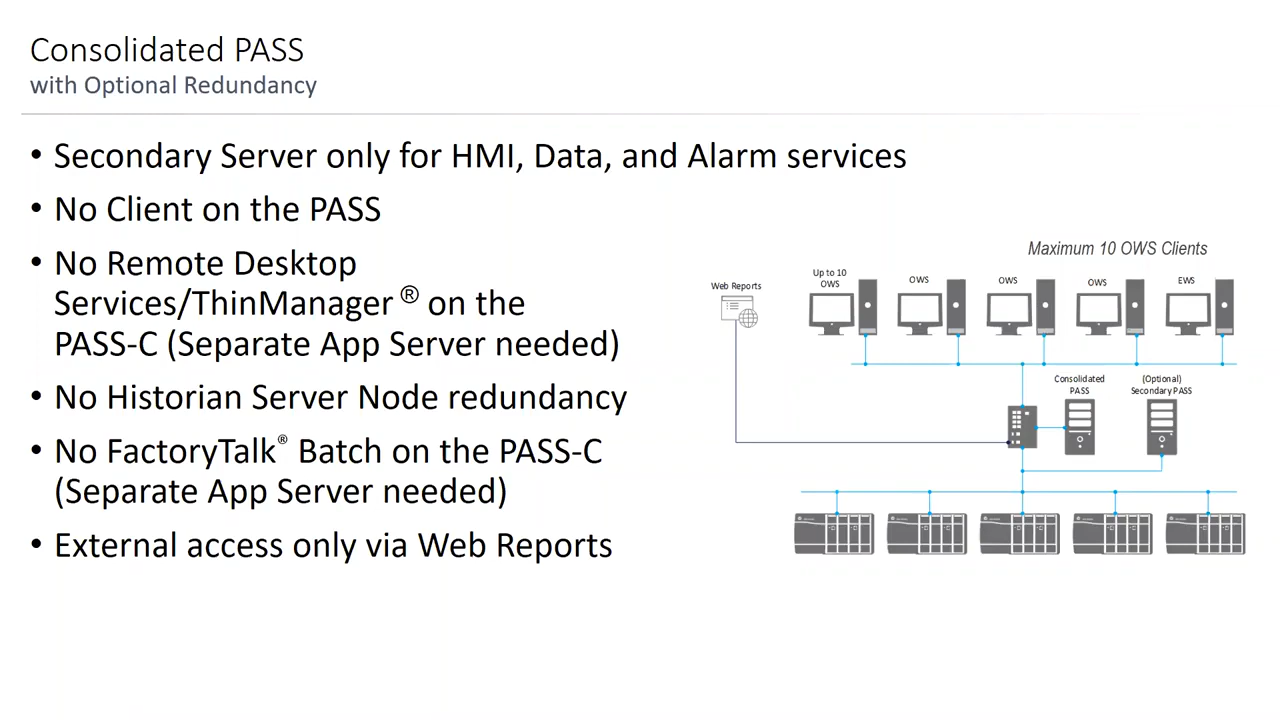 Consolidated PASS
with Optional Redundancy
• Secondary Server only for HMI, Data, and Alarm services
• No Client on the PASS
• No Remote Desktop
Services/ThinManager ® on the
PASS-C (Separate App Server needed)
• No Historian Server Node redundancy
• No FactoryTalk® Batch on the PASS-C
(Separate App Server needed)
• External access only via Web Reports
Maximum 10 OWS Clients
Web Reports
Up to 10
OWS
OWS
OWS
OWS
EWS
Consolidated
PASS
(Optional)
Secondary PASS